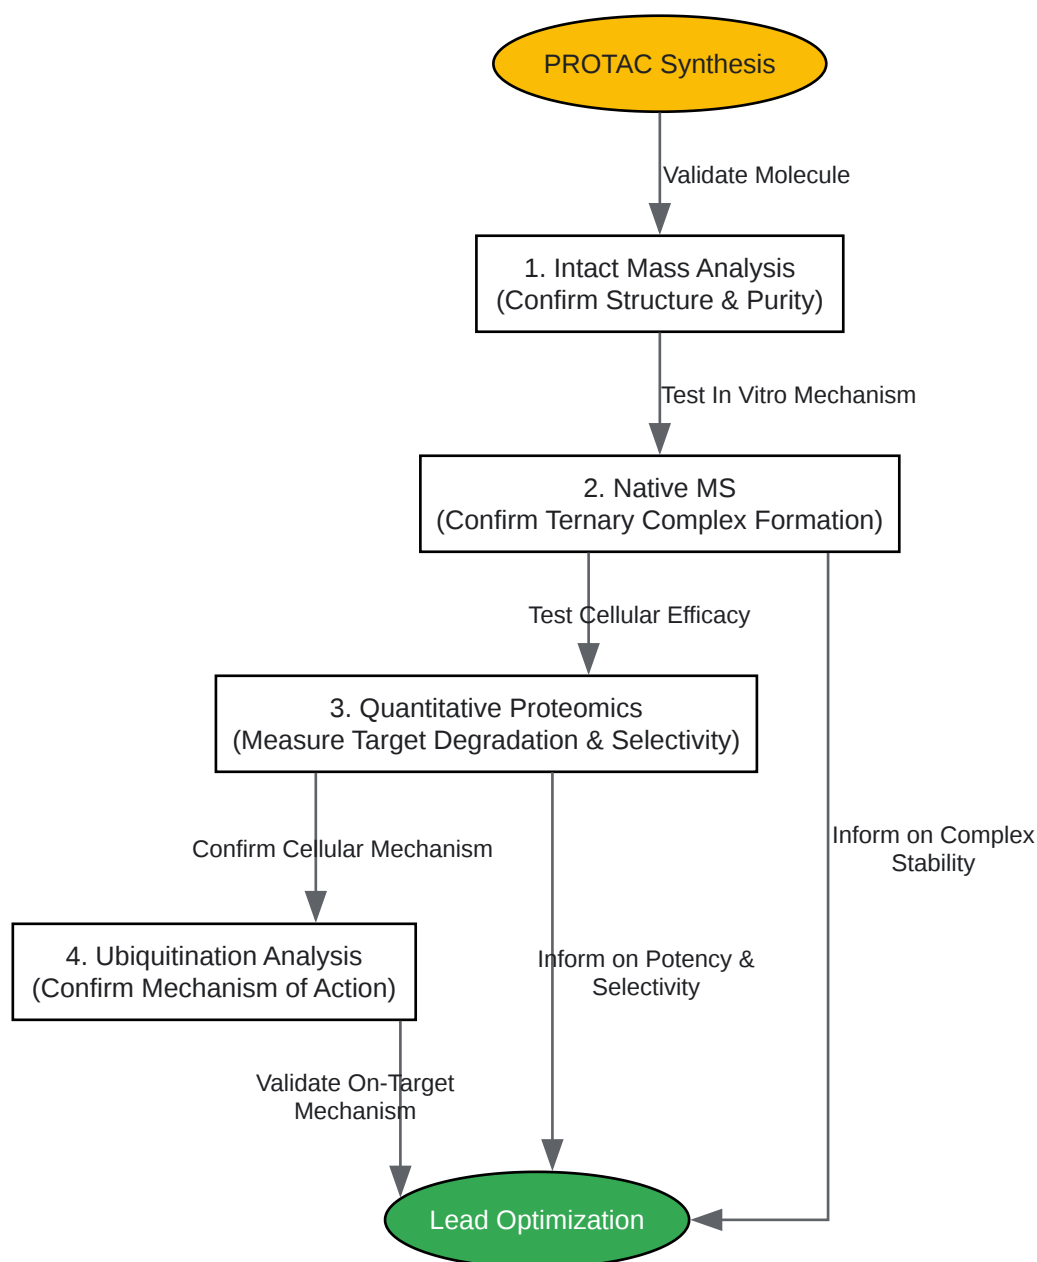 PROTAC Synthesis
Validate Molecule
1. Intact Mass Analysis
(Confirm Structure & Purity)
Test In Vitro Mechanism
2. Native MS
(Confirm Ternary Complex Formation)
Test Cellular Efficacy
3. Quantitative Proteomics
(Measure Target Degradation & Selectivity)
Confirm Cellular Mechanism
Inform on Complex
Stability
4. Ubiquitination Analysis
(Confirm Mechanism of Action)
Inform on Potency &
Selectivity
Validate On-Target
Mechanism
Lead Optimization